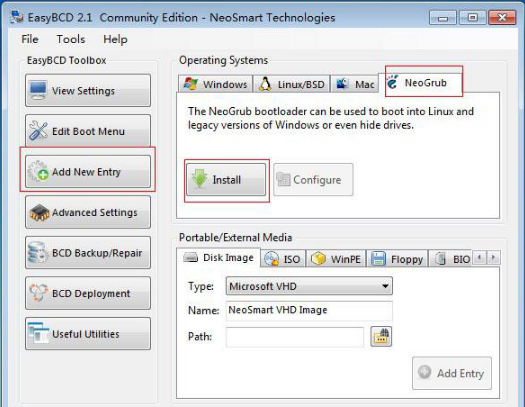 EasyBCD 2.1 Community Edition - NeoSmart Technologies
File Tools Help
EasyBCD Toolbox
View Settings
Edit Boot Menu
Add New Entry
Advanced Settings
BCD Backup/Repair
BCD Deployment
Useful Utilities
Operating Systems
Windows Linux/BSD Mac NeoGrub
The NeoGrub bootloader can be used to boot into Linux and
legacy versions of Windows or even hide drives.
Install Configure
Portable/External Media
Disk Image ISO WinPE Floppy BIO
Type: Microsoft VHD
Name: NeoSmart VHD Image
Path:
Add Entry